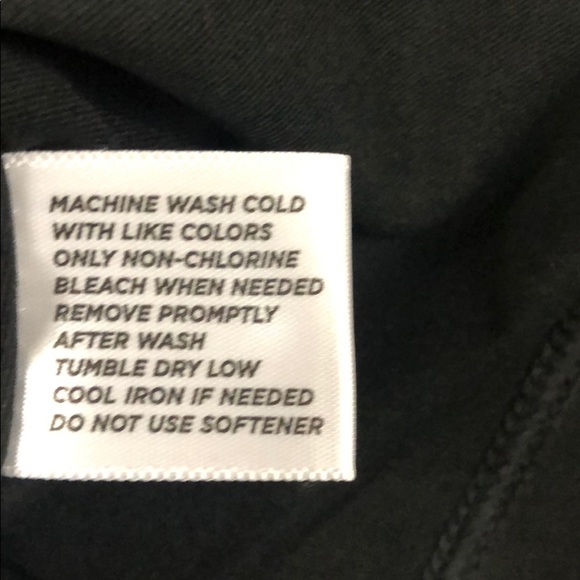 MACHINE WASH COLD
WITH LIKE COLORS
ONLY NON-CHLORINE
BLEACH WHEN NEEDED
REMOVE PROMPTLY
AFTER WASH
TUMBLE DRY LOW
COOL IRON IF NEEDED
DO NOT USE SOFTENER